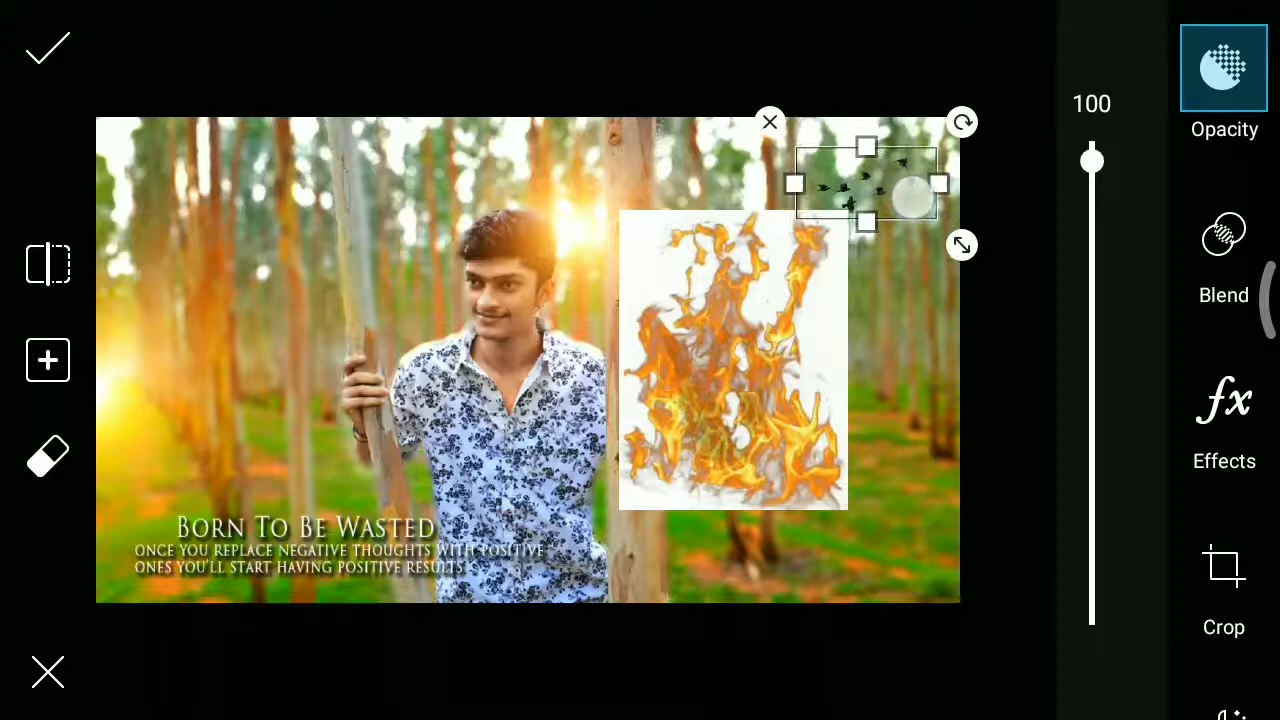 100
Opacity
Blend
fx
Effects
Crop
BORN TO BE WASTED
ONCE YOU REPLACE NEGATIVE THOUGHTS WITH POSITIVE
ONES YOU'LL START HAVING POSITIVE RESULTS